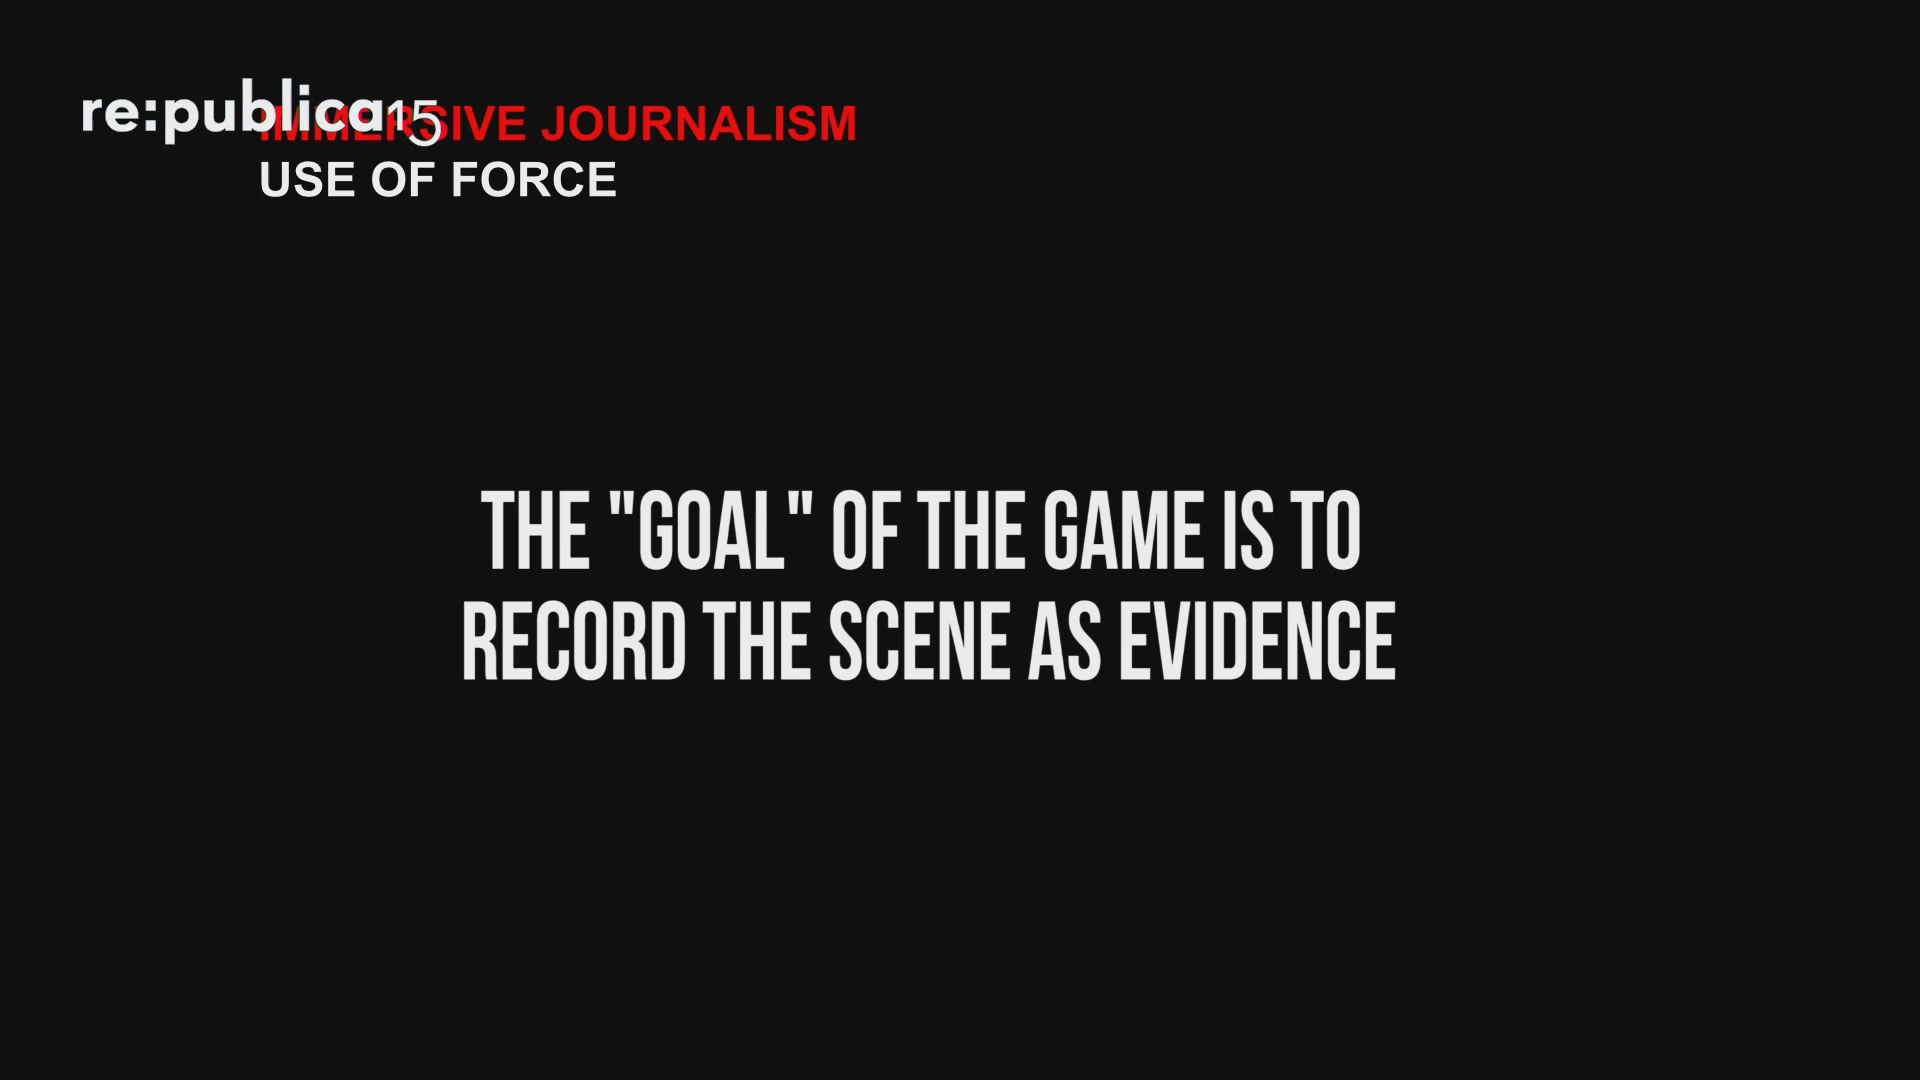 re:publica15
IMMERSIVE JOURNALISM
USE OF FORCE
THE "GOAL" OF THE GAME IS TO
RECORD THE SCENE AS EVIDENCE